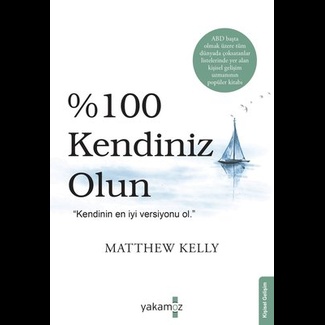 ABD başta
olmak üzere tüm
dünyada çoksatanlar
listelerinde yer alan
kişisel gelişim
uzmanının
popüler kitabı
%100
Kendiniz
Olun
“Kendinin en iyi versiyonu ol.”
MATTHEW KELLY
yakamoz
Kişisel Gelişim